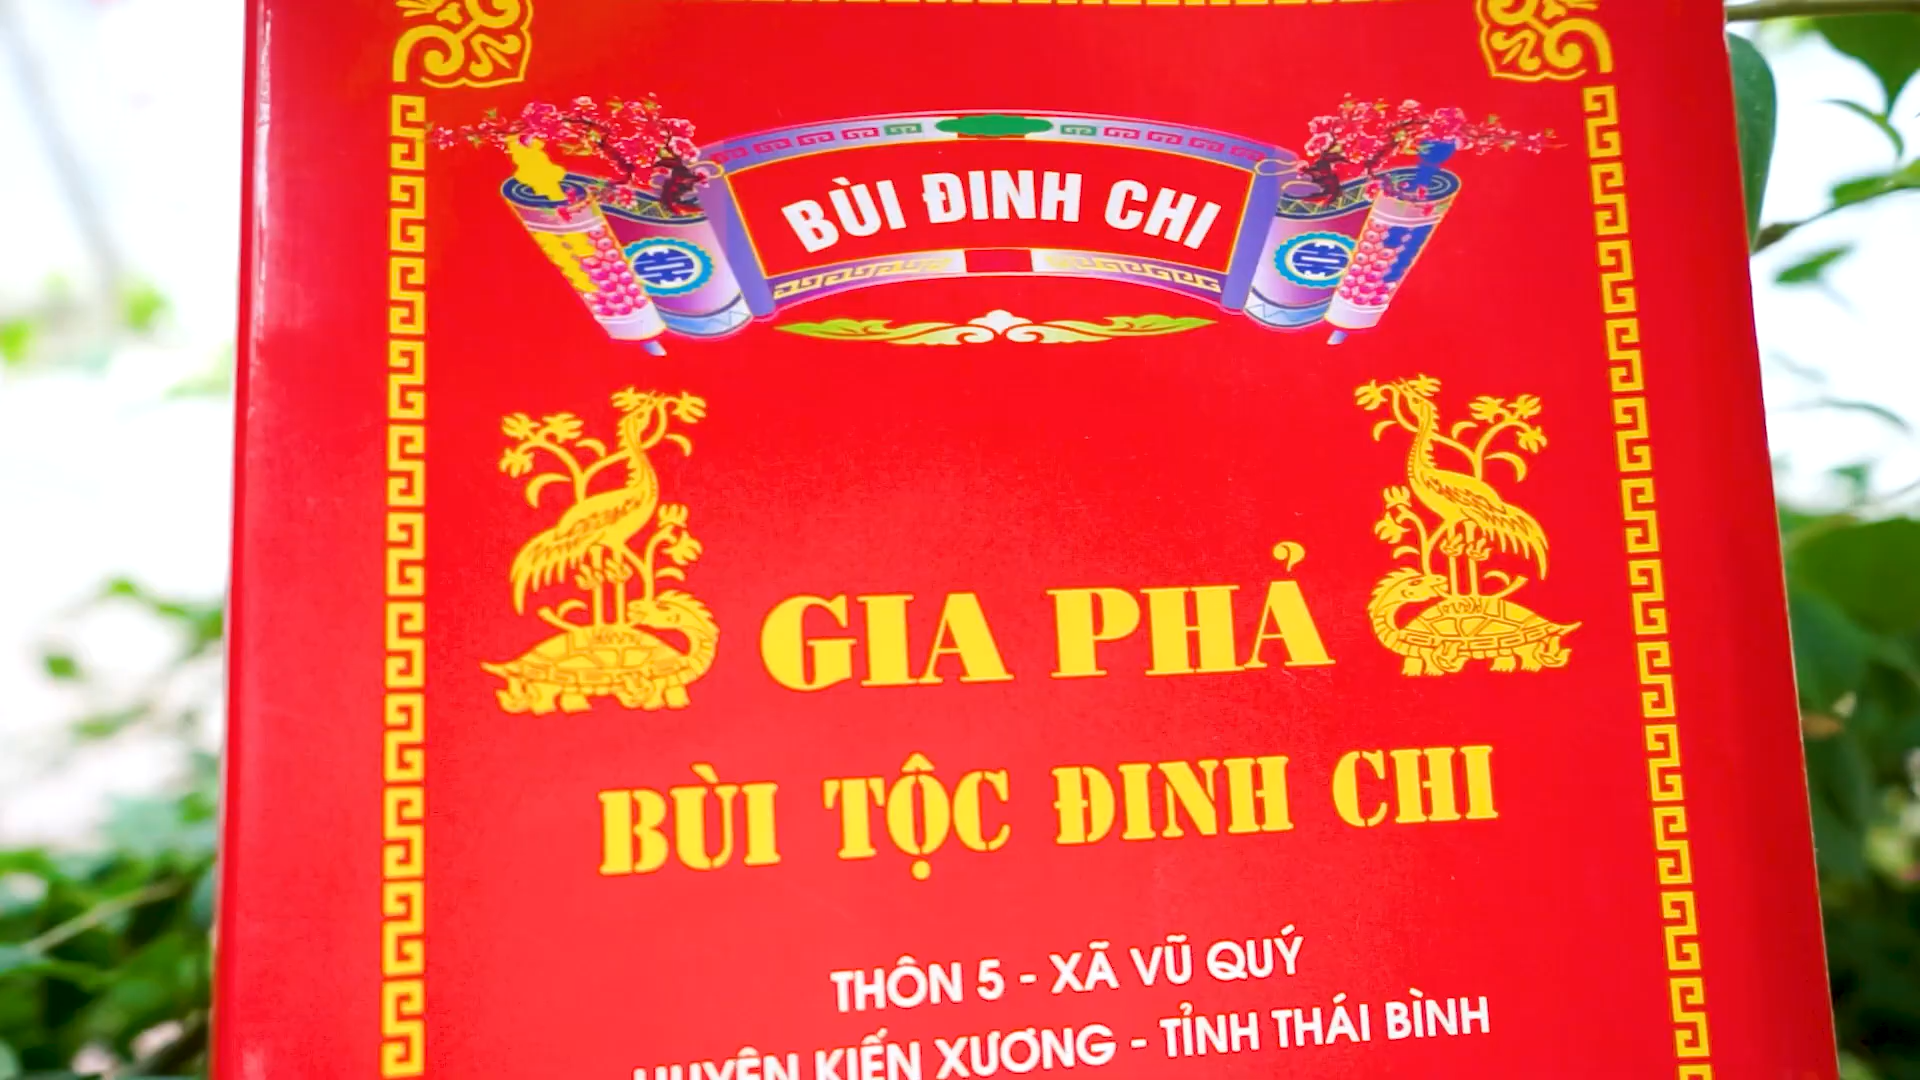 BÙI ĐINH CHI
GIA PHẢ
BÙI TỘC ĐINH CHI
THÔN 5 - XÃ VŨ QUÝ
HUYỆN KIẾN XƯƠNG - TỈNH THÁI BÌNH